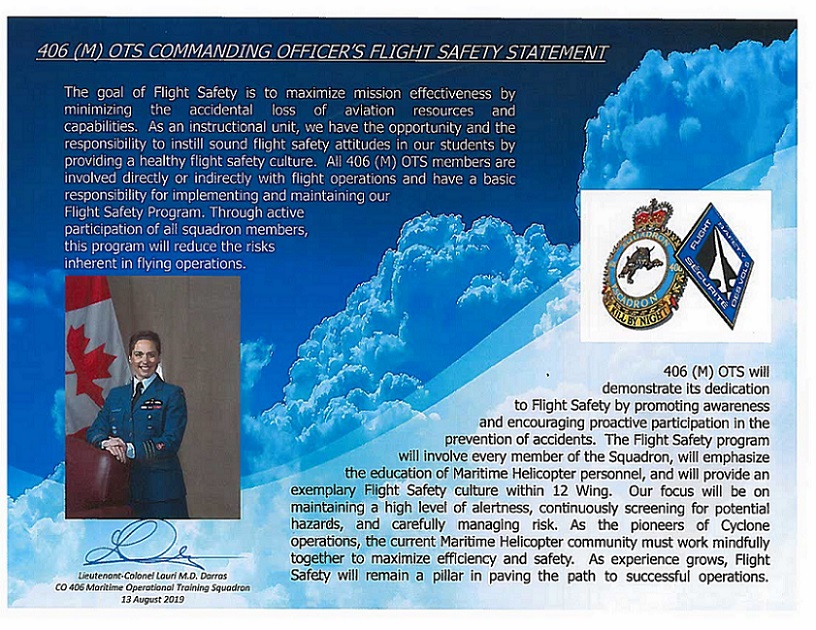 406 (M) OTS COMMANDING OFFICER'S FLIGHT SAFETY STATEMENT
The goal of Flight Safety is to maximize mission effectiveness by
minimizing the accidental loss of aviation resources and
capabilities. As an instructional unit, we have the opportunity and the
responsibility to instill sound flight safety attitudes in our students by
providing a healthy flight safety culture. All 406 (M) OTS members are
involved directly or indirectly with flight operations and have a basic
responsibility for implementing and maintaining our
Flight Safety Program. Through active
participation of all squadron members,
this program will reduce the risks
inherent in flying operations.
SQUADRON
406
ESCADRON
KILL BY NIGHT
FLIGHT SAFETY
SÉCURITÉ DES VOLS
406 (M) OTS will
demonstrate its dedication
to Flight Safety by promoting awareness
and encouraging proactive participation in the
prevention of accidents. The Flight Safety program
will involve every member of the Squadron, will emphasize
the education of Maritime Helicopter personnel, and will provide an
exemplary Flight Safety culture within 12 Wing. Our focus will be on
maintaining a high level of alertness, continuously screening for potential
hazards, and carefully managing risk. As the pioneers of Cyclone
operations, the current Maritime Helicopter community must work mindfully
together to maximize efficiency and safety. As experience grows, Flight
Safety will remain a pillar in paving the path to successful operations.
Lieutenant-Colonel Lauri M.D. Darras
CO 406 Maritime Operational Training Squadron
13 August 2019